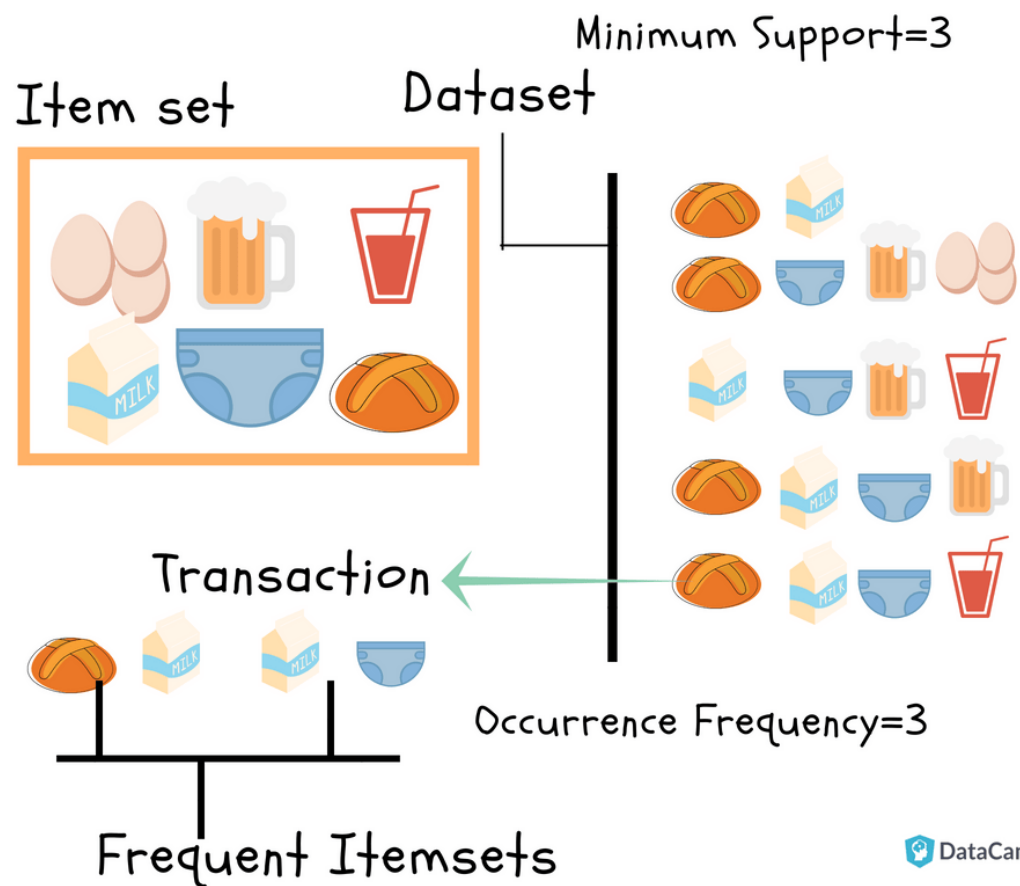 Minimum Support=3
Item set
Dataset
MILK
MILK
MILK
MILK
MILK
Transaction
MILK
MILK
Occurrence Frequency=3
Frequent Itemsets
DataCam